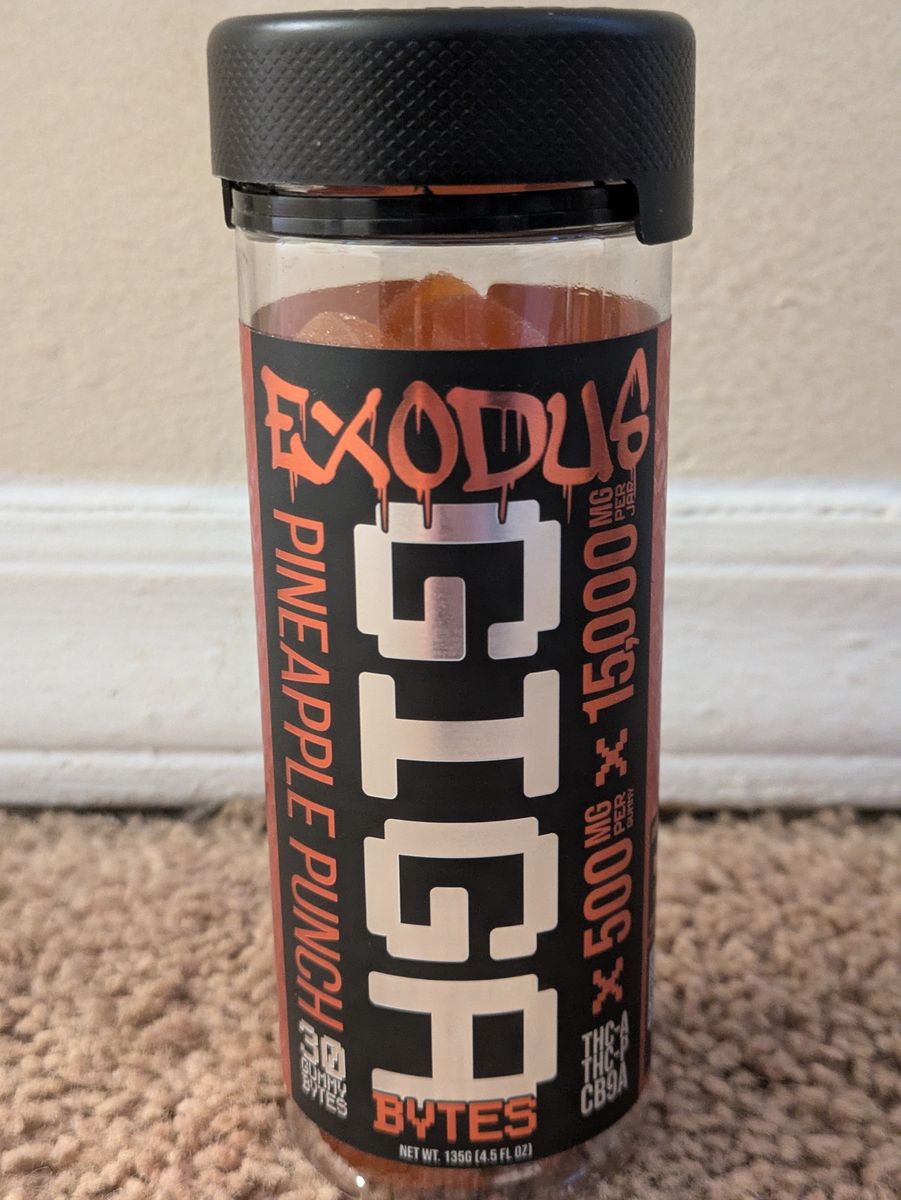 EXODUS
GIGA
BYTES
PINEAPPLE PUNCH
30
GUMMY
BYTES
X 500 MG PER GUMMY X 15,000 MG PER JAR
THC-A
THC-P
CB9A
NET WT. 135G (4.5 FL OZ)